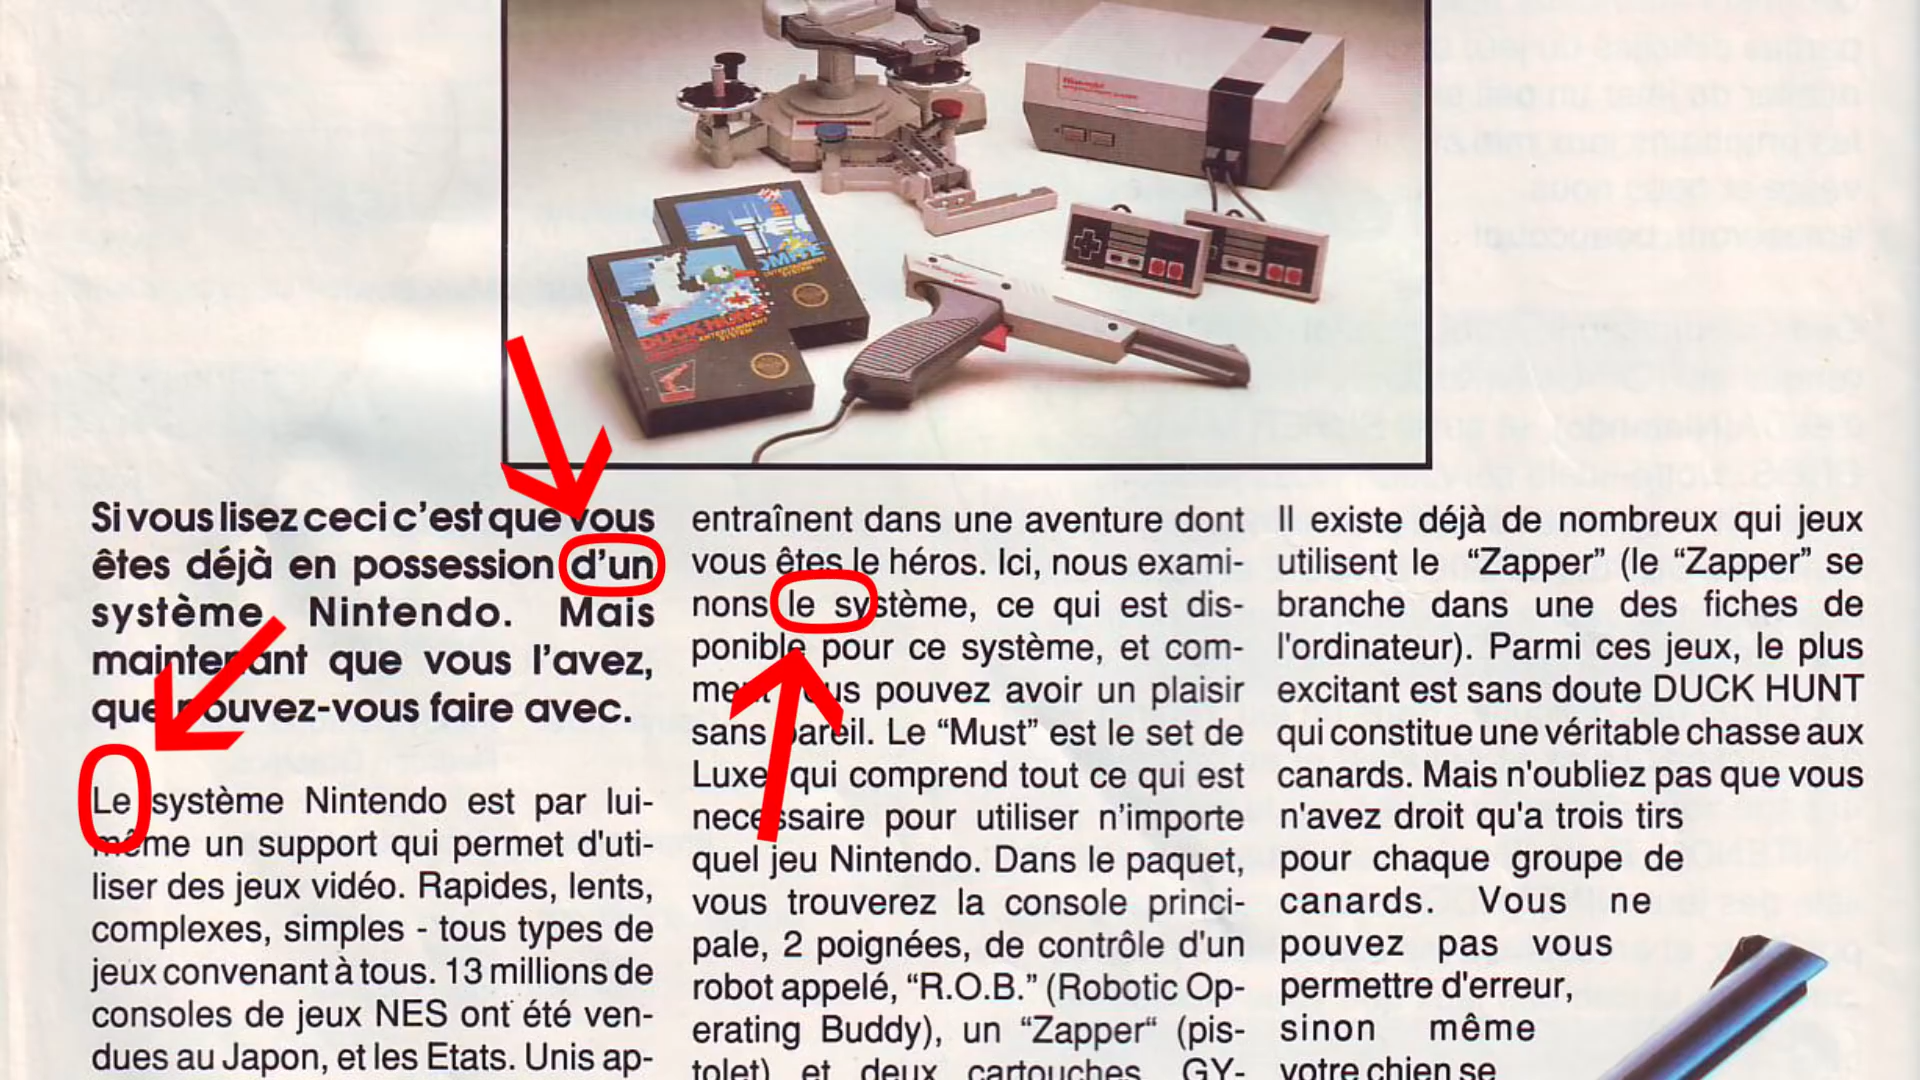 Nintendo
DUCK HUNT
ENTERTAINMENT
SYSTEM
Si vous lisez ceci c'est que vous
êtes déjà en possession d'un
système Nintendo. Mais
maintenant que vous l'avez,
que pouvez-vous faire avec.
Le système Nintendo est par lui-
même un support qui permet d'uti-
liser des jeux vidéo. Rapides, lents,
complexes, simples - tous types de
jeux convenant à tous. 13 millions de
consoles de jeux NES ont été ven-
dues au Japon, et les Etats. Unis ap-
entraînent dans une aventure dont
vous êtes le héros. Ici, nous exami-
nons le système, ce qui est dis-
ponible pour ce système, et com-
ment vous pouvez avoir un plaisir
sans pareil. Le “Must” est le set de
Luxe, qui comprend tout ce qui est
necessaire pour utiliser n’importe
quel jeu Nintendo. Dans le paquet,
vous trouverez la console princi-
pale, 2 poignées, de contrôle d'un
robot appelé, “R.O.B.” (Robotic Op-
erating Buddy), un “Zapper“ (pis-
tolet) et deux cartouches, GY-
Il existe déjà de nombreux qui jeux
utilisent le “Zapper” (le “Zapper” se
branche dans une des fiches de
l'ordinateur). Parmi ces jeux, le plus
excitant est sans doute DUCK HUNT
qui constitue une véritable chasse aux
canards. Mais n'oubliez pas que vous
n'avez droit qu'a trois tirs
pour chaque groupe de
canards. Vous ne
pouvez pas vous
permettre d'erreur,
sinon même
votre chien se